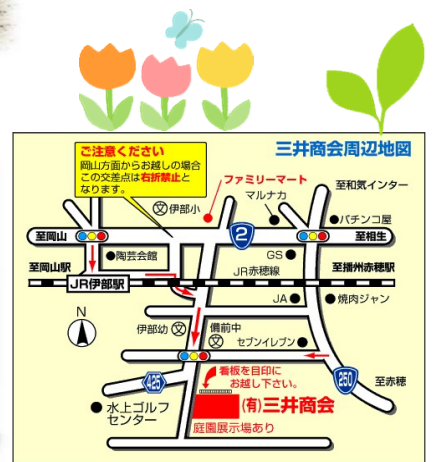 三井商会周辺地図
ご注意ください
岡山方面からお越しの場合
この交差点は右折禁止と
なります。
ファミリーマート
至和気インター
文伊部小
マルナカ
パチンコ屋
至岡山
2
至相生
陶芸会館
GS
至岡山駅
JR赤穂線
至播州赤穂駅
JR伊部駅
JA
焼肉ジャン
N
伊部幼文
備前中
文
セブンイレブン
看板を目印に
お越し下さい。
425
250
至赤穂
(有)三井商会
水上ゴルフ
センター
庭園展示場あり